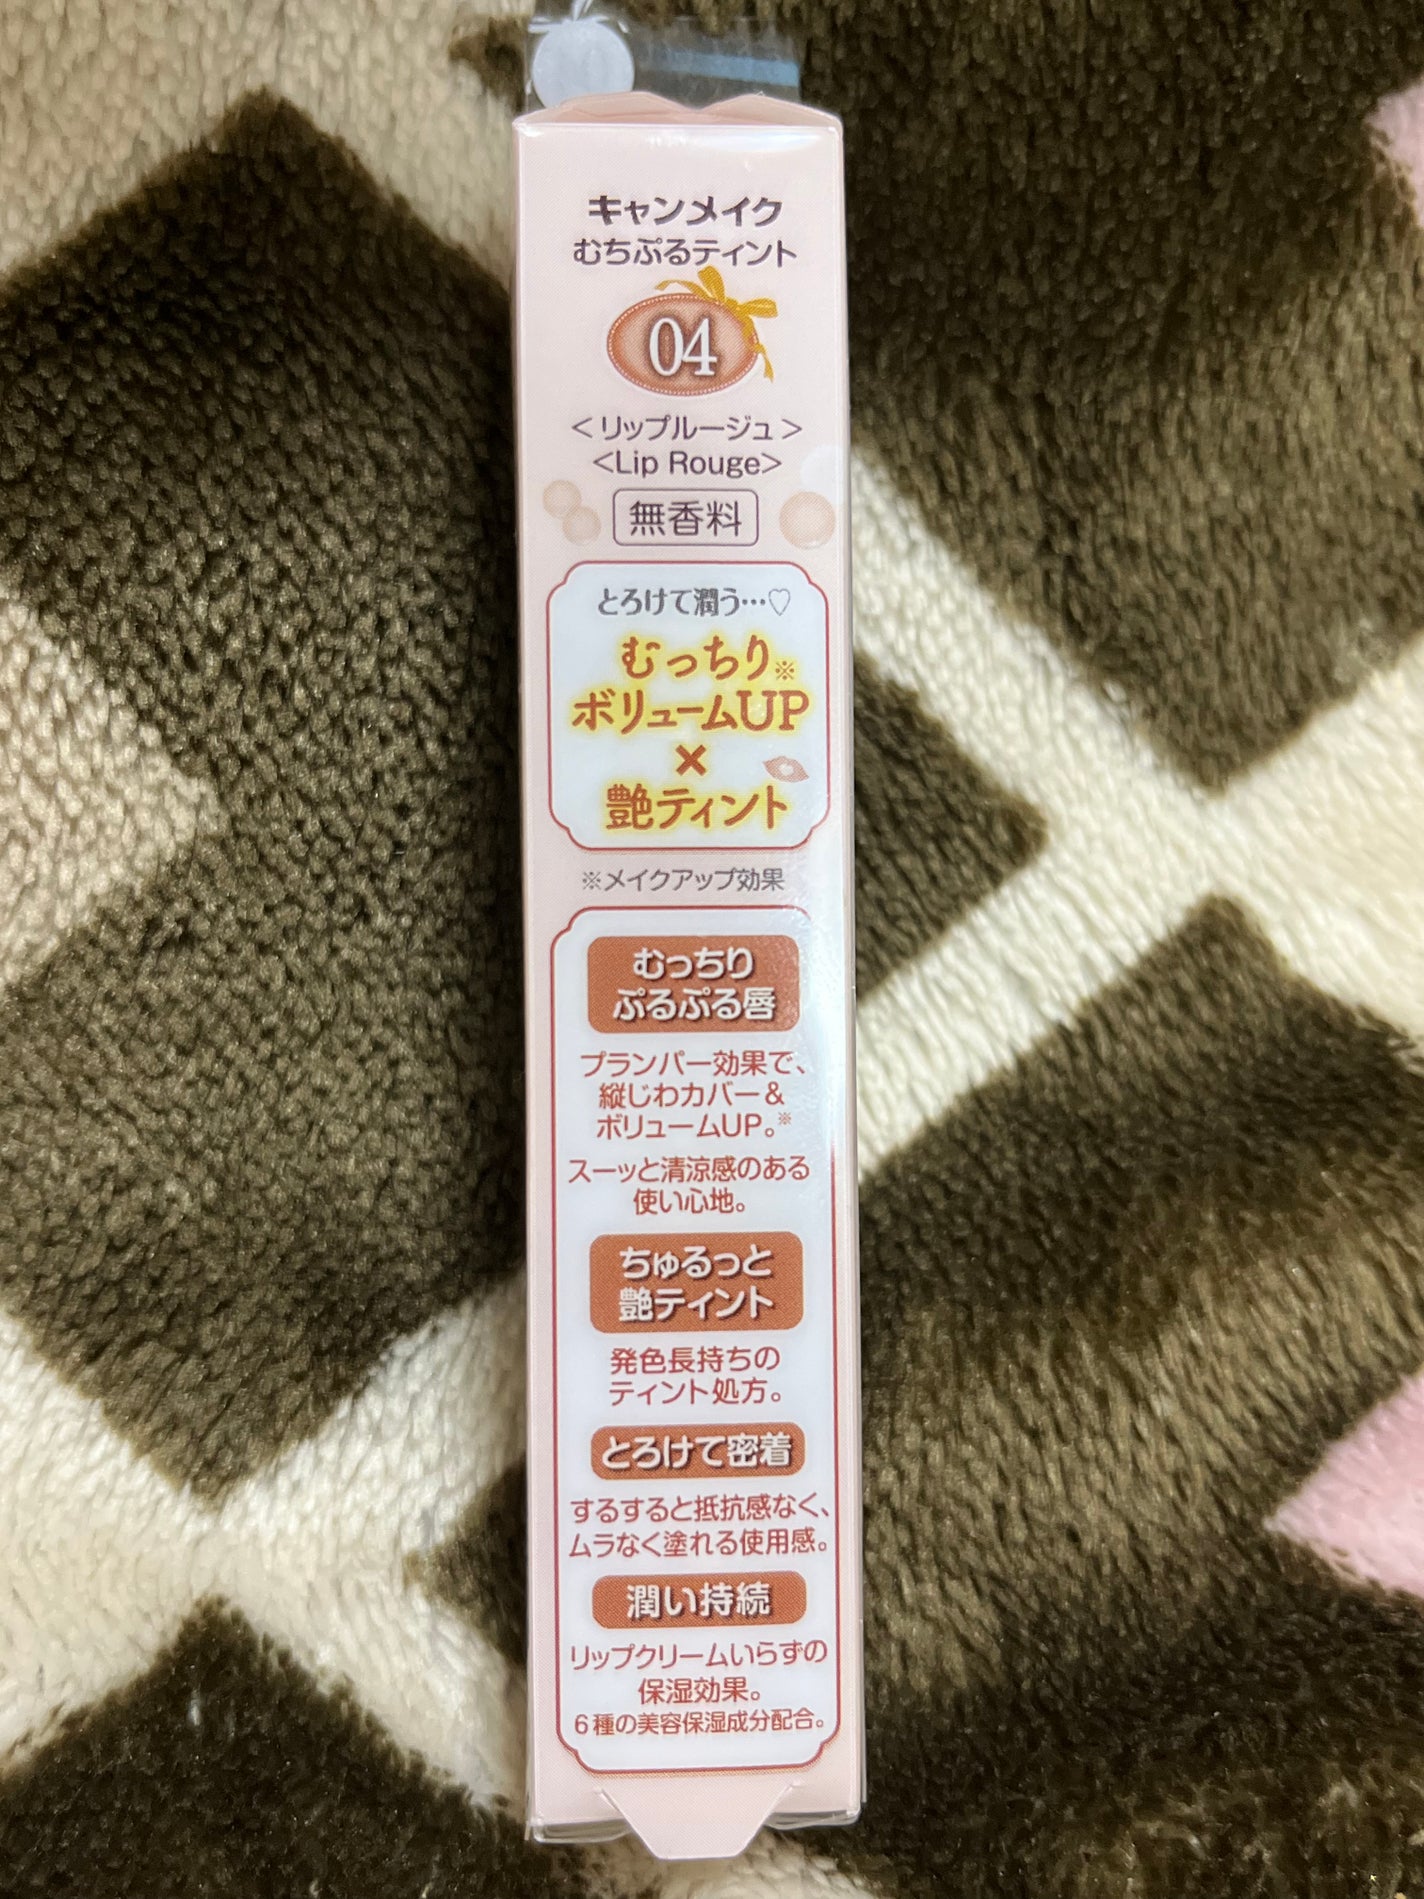 キャンメイク
むちぷるティント
04
＜リップルージュ＞
<Lip Rouge>
無香料
とろけて潤う…♡
むっちり※
ボリュームUP
×
艶ティント
※メイクアップ効果
むっちり
ぷるぷる唇
プランパー効果で、
縦じわカバー＆
ボリュームUP。※
スーッと清涼感のある
使い心地。
ちゅるっと
艶ティント
発色長持ちの
ティント処方。
とろけて密着
するすると抵抗感なく、
ムラなく塗れる使用感。
潤い持続
リップクリームいらずの
保湿効果。
6種の美容保湿成分配合。